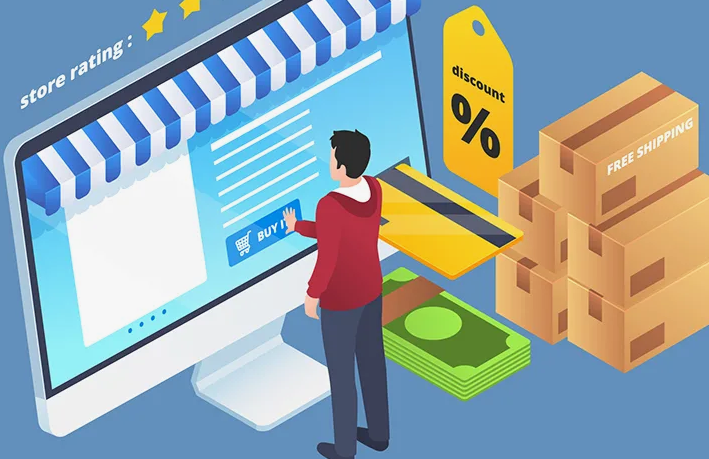 store rating :
discount
%
FREE SHIPPING
BUY